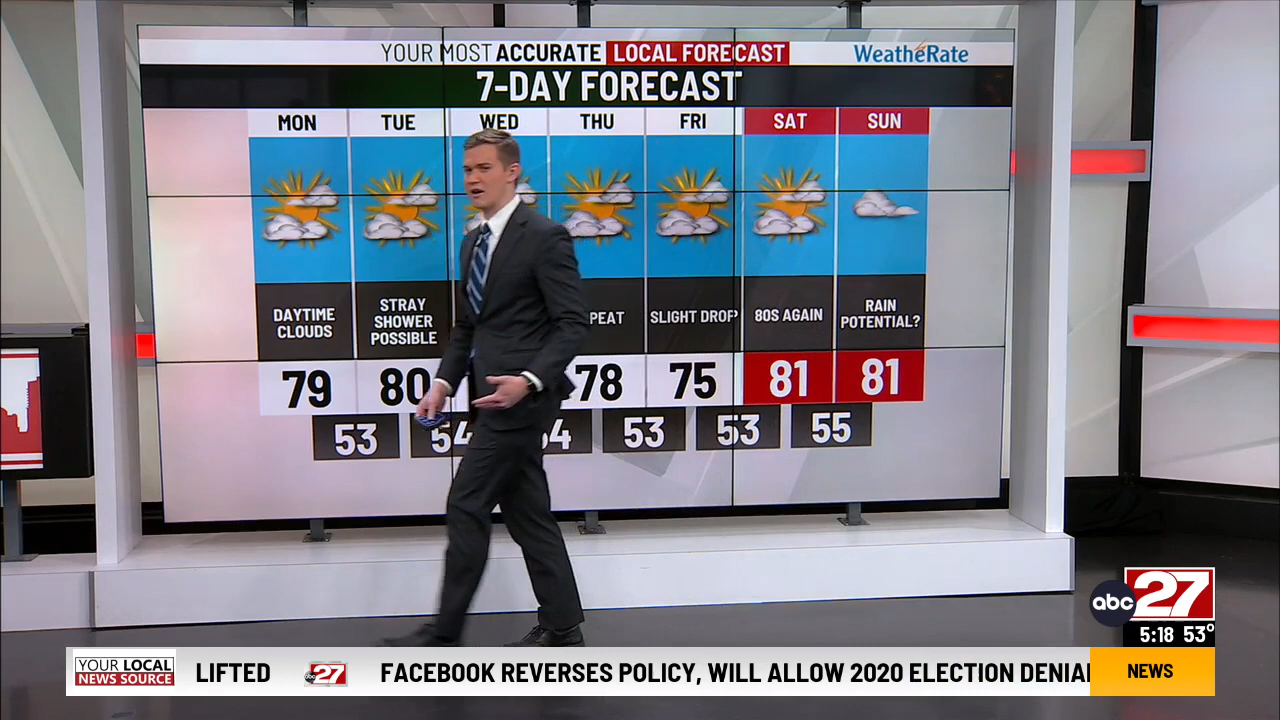 YOUR MOST ACCURATE LOCAL FORECAST
WeatheRate
7-DAY FORECAST
MON TUE WED THU FRI SAT SUN
DAYTIME
CLOUDS
STRAY
SHOWER
POSSIBLE
PEAT
SLIGHT DROP
80S AGAIN
RAIN
POTENTIAL?
79 80 78 75 81 81
53 54 53 53 55
abc 27
5:18 53°
YOUR LOCAL
NEWS SOURCE
LIFTED
abc 27
FACEBOOK REVERSES POLICY, WILL ALLOW 2020 ELECTION DENIAL
NEWS